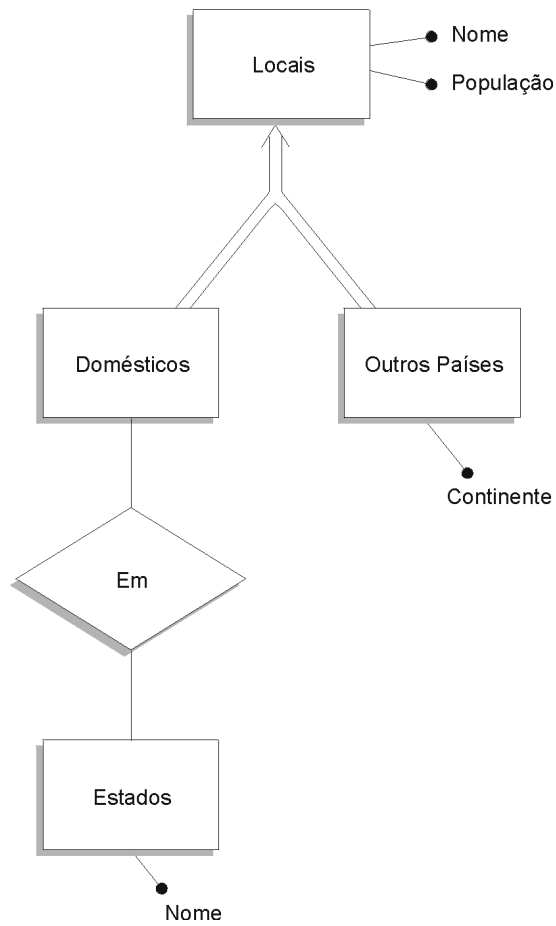 Locais
Nome
População
Domésticos
Outros Países
Continente
Em
Estados
Nome